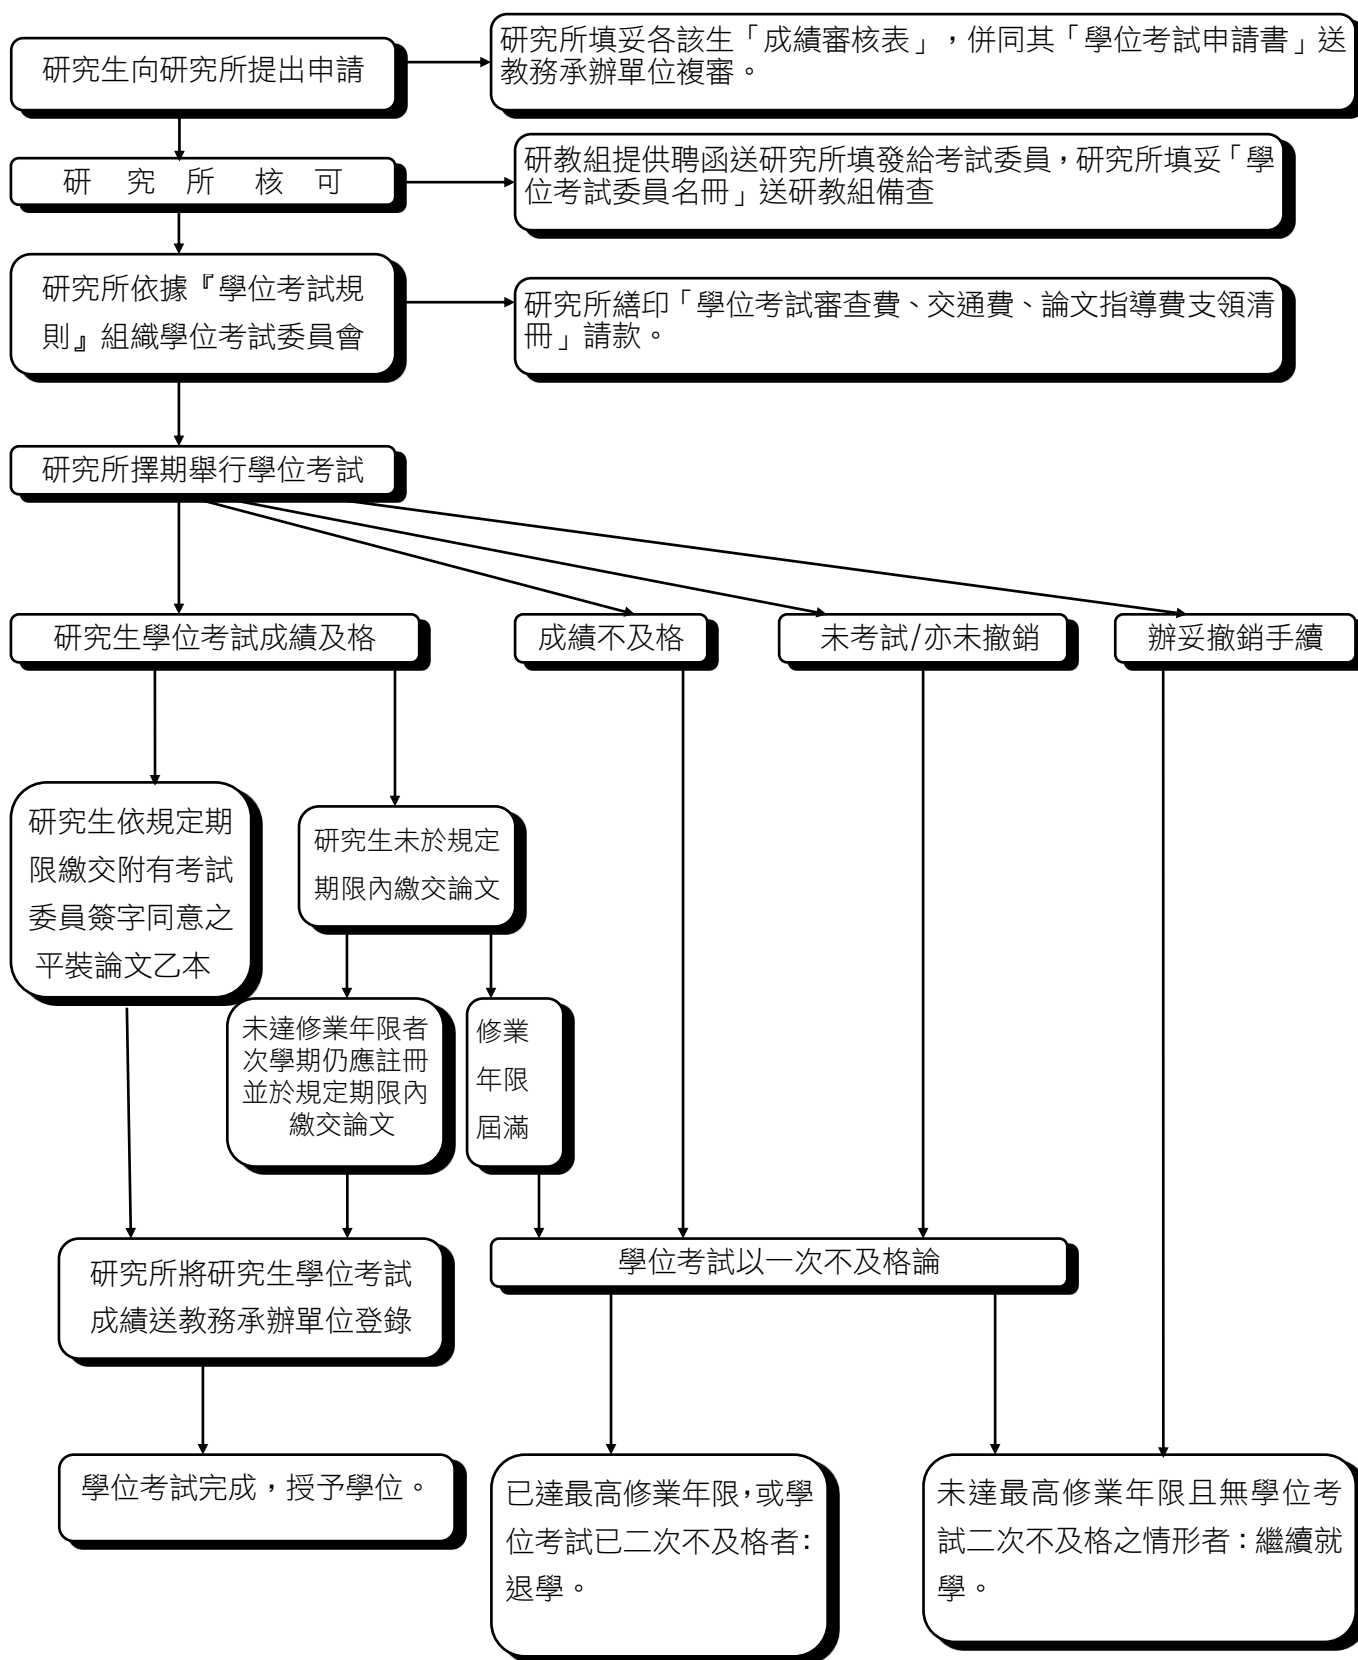 研究生向研究所提出申請
研究所填妥各該生「成績審核表」，併同其「學位考試申請書」送
教務承辦單位複審。
研究所核可
研教組提供聘函送研究所填發給考試委員，研究所填妥「學
位考試委員名冊」送研教組備查
研究所依據『學位考試規
則』組織學位考試委員會
研究所繕印「學位考試審查費、交通費、論文指導費支領清
冊」請款。
研究所擇期舉行學位考試
研究生學位考試成績及格
成績不及格
未考試/亦未撤銷
辦妥撤銷手續
研究生依規定期
限繳交附有考試
委員簽字同意之
平裝論文乙本
研究生未於規定
期限內繳交論文
未達修業年限者
次學期仍應註冊
並於規定期限內
繳交論文
修業
年限
屆滿
研究所將研究生學位考試
成績送教務承辦單位登錄
學位考試以一次不及格論
學位考試完成，授予學位。
已達最高修業年限，或學
位考試已二次不及格者：
退學。
未達最高修業年限且無學位考
試二次不及格之情形者：繼續就
學。